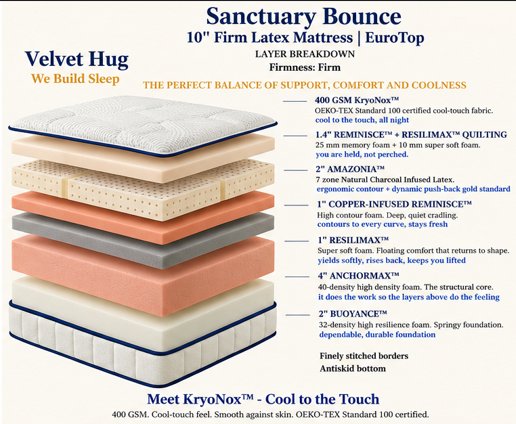 Sanctuary Bounce
10" Firm Latex Mattress | EuroTop
LAYER BREAKDOWN
Firmness: Firm
Velvet Hug
We Build Sleep
THE PERFECT BALANCE OF SUPPORT, COMFORT AND COOLNESS
400 GSM KryoNox™
OEKO-TEX Standard 100 certified cool-touch fabric.
cool to the touch, all night
1.4" REMINISCE™ + RESILIMAX™ QUILTING
25 mm memory foam + 10 mm super soft foam.
you are held, not perched.
2" AMAZONIA™
7 zone Natural Charcoal Infused Latex.
ergonomic contour + dynamic push-back gold standard
1" COPPER-INFUSED REMINISCE™
High contour foam. Deep, quiet cradling.
contours to every curve, stays fresh
1" RESILIMAX™
Super soft foam. Floating comfort that returns to shape.
yields softly, rises back, keeps you lifted
4" ANCHORMAX™
40-density high density foam. The structural core.
it does the work so the layers above do the feeling
2" BUOYANCE™
32-density high resilience foam. Springy foundation.
dependable, durable foundation
Finely stitched borders
Antiskid bottom
Meet KryoNox™ - Cool to the Touch
400 GSM. Cool-touch feel. Smooth against skin. OEKO-TEX Standard 100 certified.